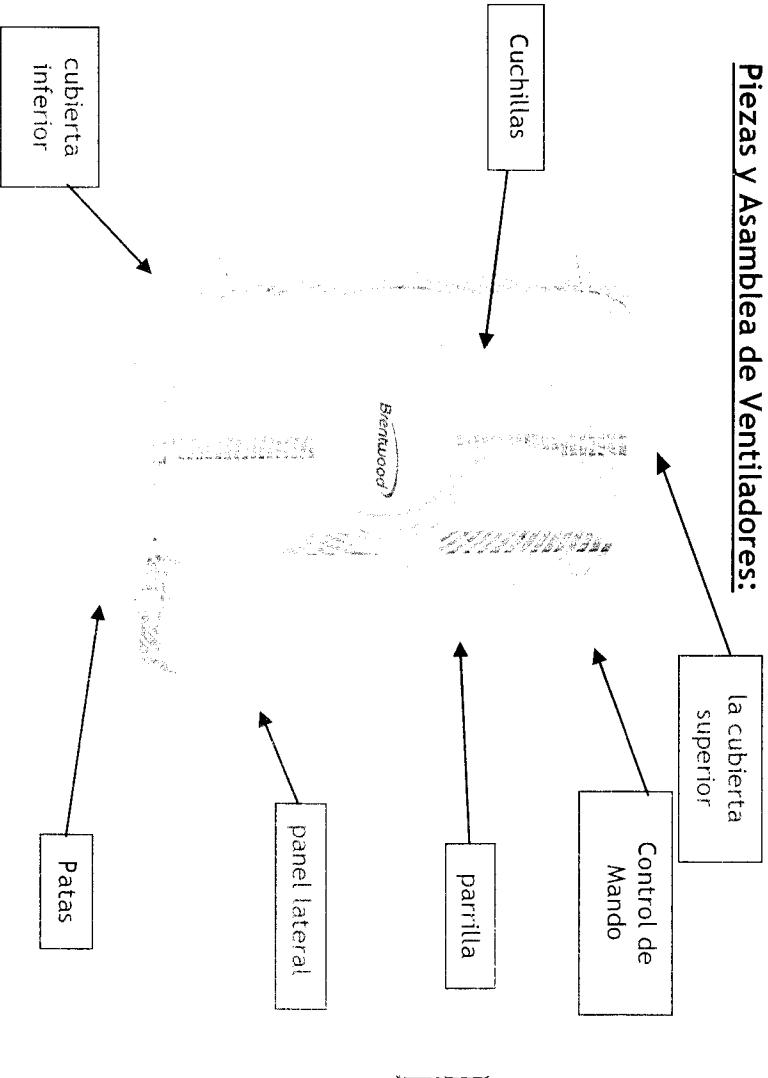 Piezas y Asamblea de Ventiladores:
la cubierta
superior
Control de
Mando
Cuchillas
parrilla
Brentwood
panel lateral
cubierta
inferior
Patas